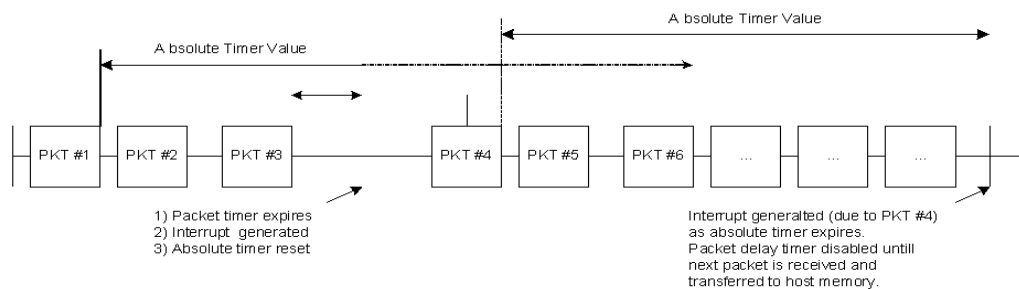 A bsolute Timer Value
A bsolute Timer Value
PKT #1
PKT #2
PKT #3
PKT #4
PKT #5
PKT #6
...
...
...
1) Packet timer expires
2) Interrupt generated
3) Absolute timer reset
Interrupt generalted (due to PKT #4)
as absolute timer expires.
Packet delay timer disabled untill
next packet is received and
transferred to host memory.